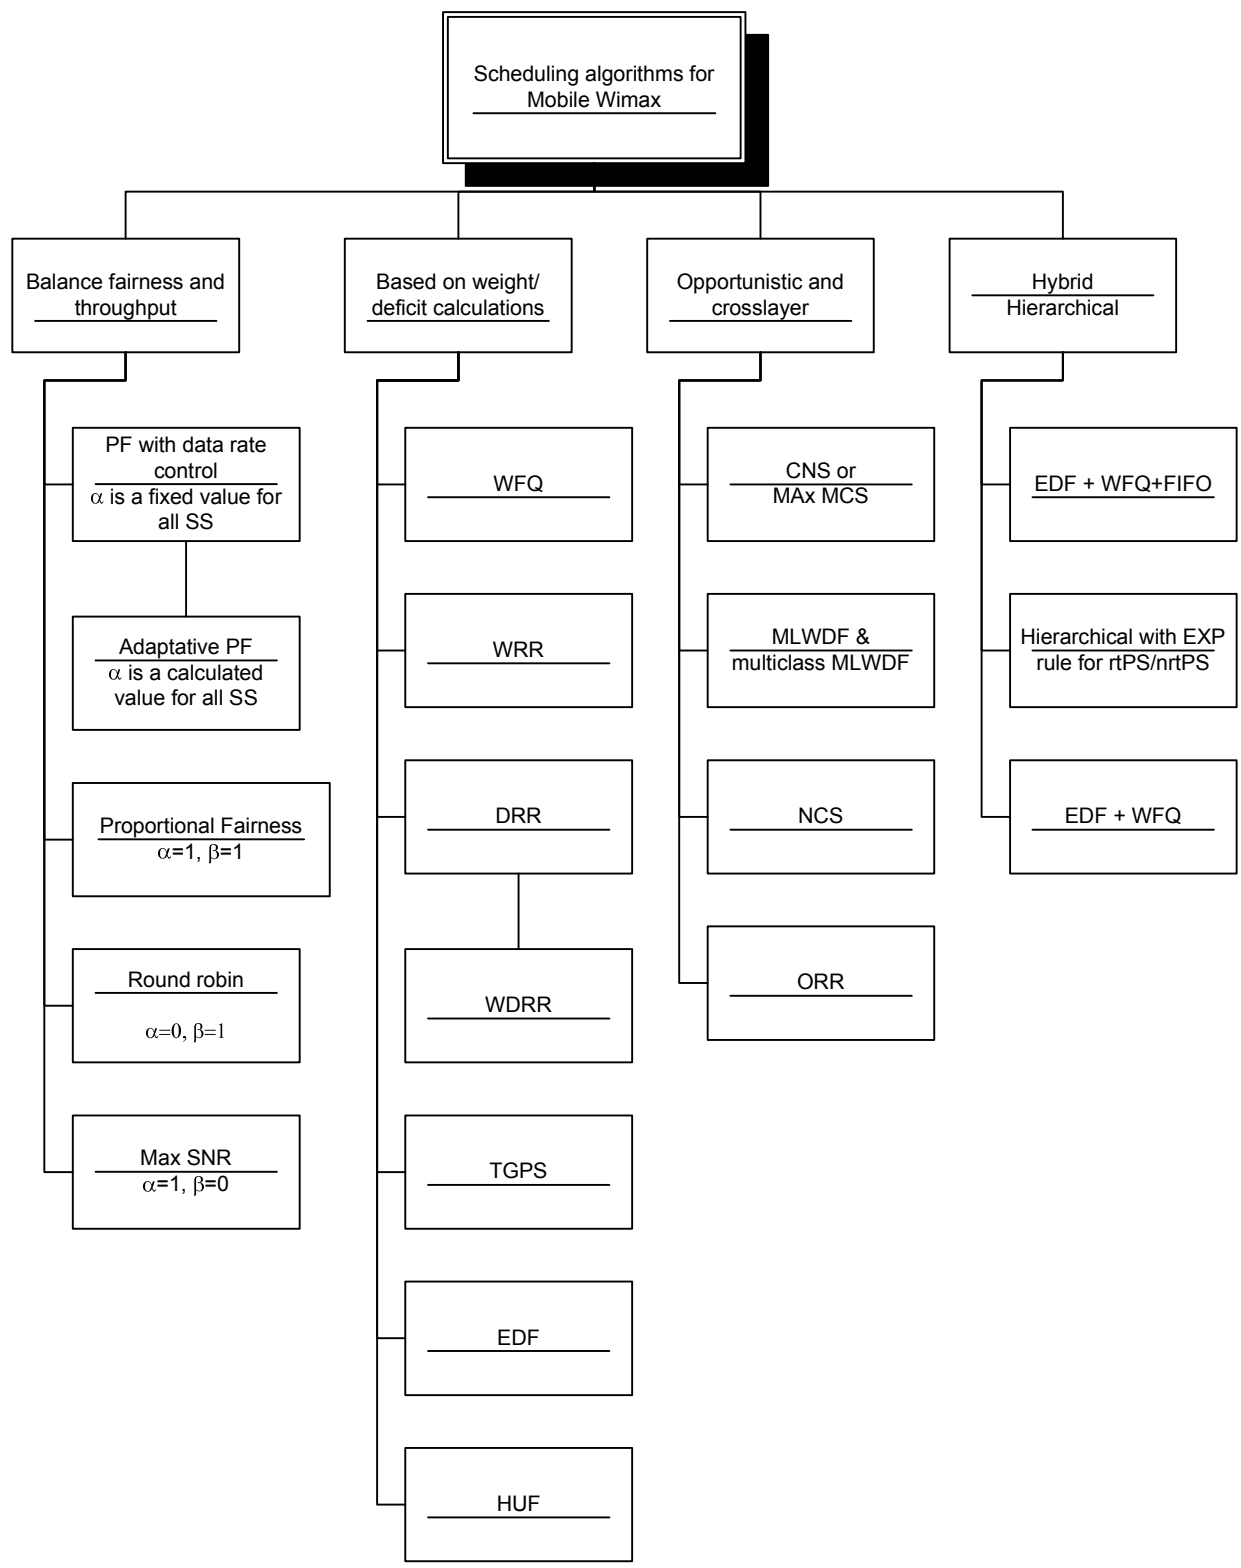 Scheduling algorithms for
Mobile Wimax
Balance fairness and
throughput
Based on weight/
deficit calculations
Opportunistic and
crosslayer
Hybrid
Hierarchical
PF with data rate
control
α is a fixed value for
all SS
Adaptative PF
α is a calculated
value for all SS
Proportional Fairness
α=1, β=1
Round robin
α=0, β=1
Max SNR
α=1, β=0
WFQ
WRR
DRR
WDRR
TGPS
EDF
HUF
CNS or
MAx MCS
MLWDF &
multiclass MLWDF
NCS
ORR
EDF + WFQ+FIFO
Hierarchical with EXP
rule for rtPS/nrtPS
EDF + WFQ